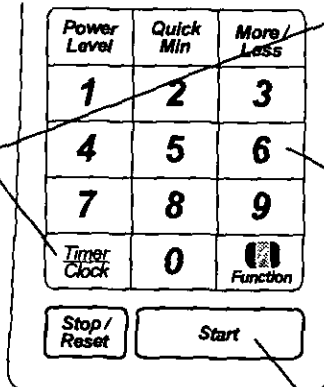 Power Level
Quick Min
More/ Less
1 2 3
4 5 6
7 8 9
Timer Clock
0
Function
Stop / Reset
Start